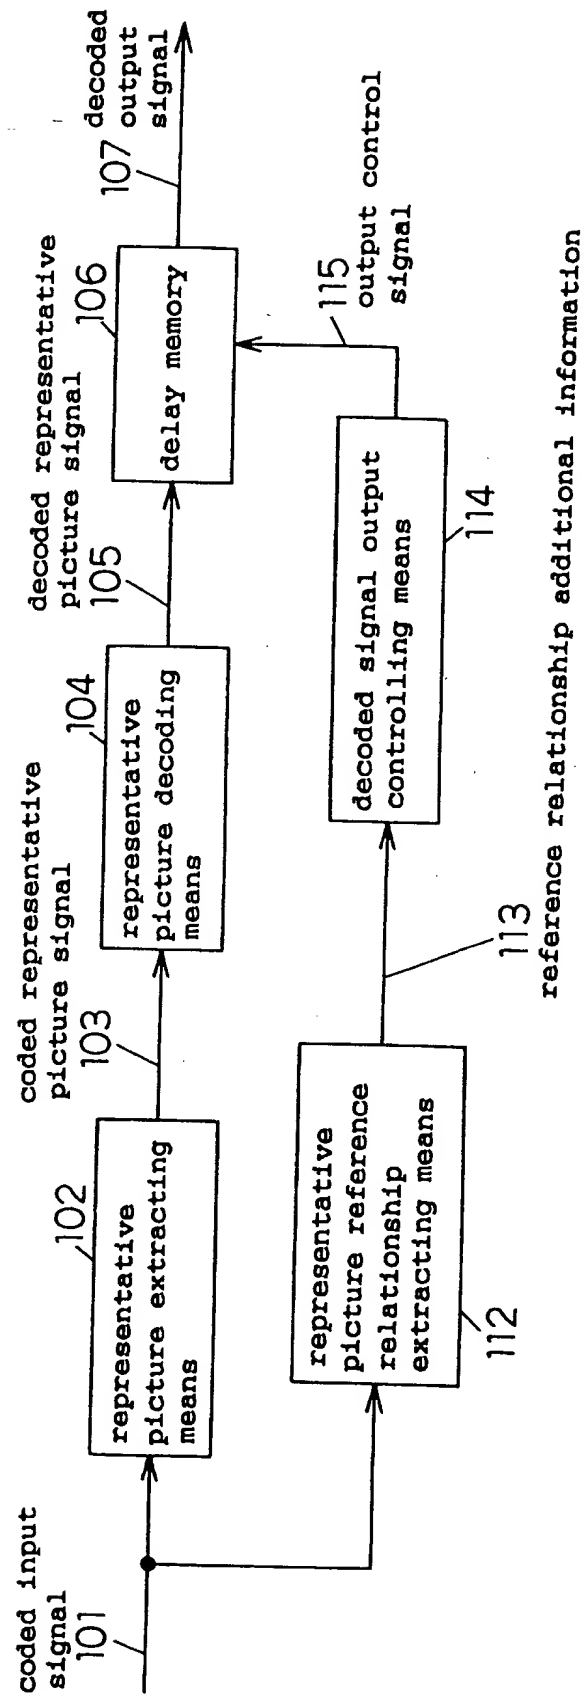 coded input
signal
101
102
representative
picture extracting
means
coded representative
picture signal
103
104
representative
picture decoding
means
decoded representative
picture signal
105
106
delay memory
107
decoded
output
signal
representative
picture reference
relationship
extracting means
112
113
reference relationship additional information
decoded signal output
controlling means
114
115
output control
signal